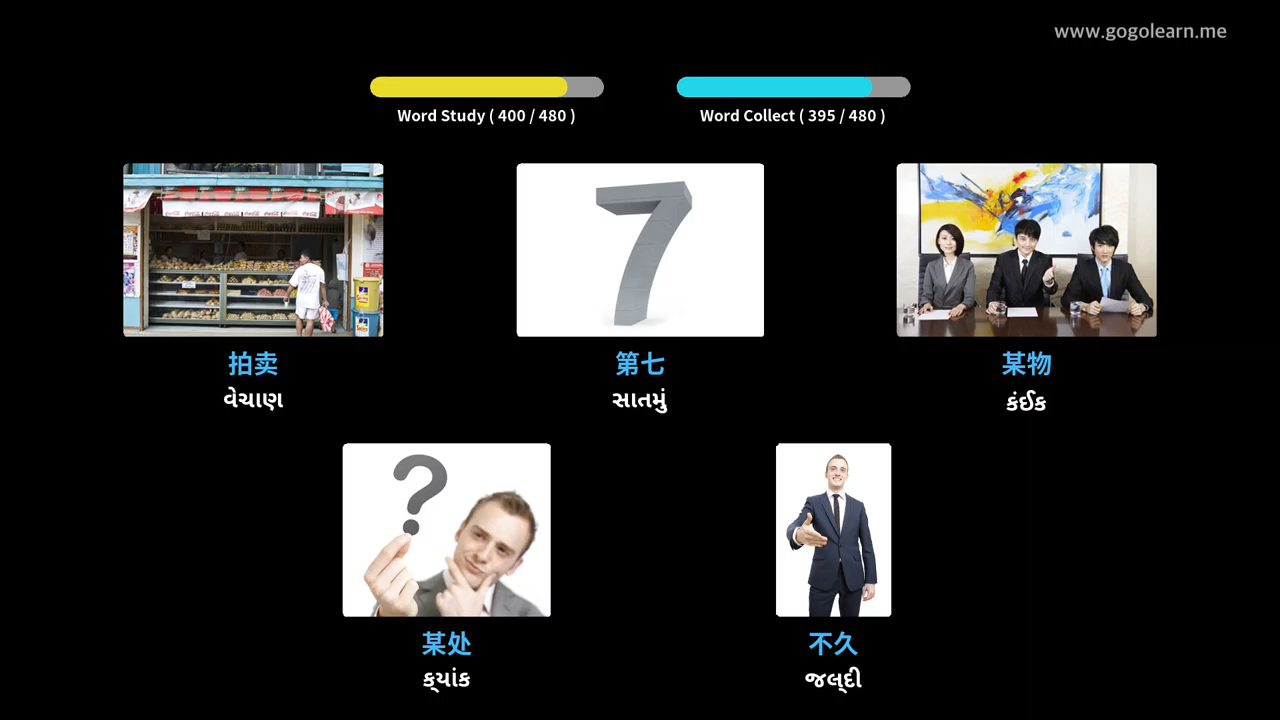 www.gogolearn.me
Word Study ( 400 / 480 )
Word Collect ( 395 / 480 )
拍卖
વેચાણ
第七
સાતમું
某物
કંઈક
某处
ક્યાંક
不久
જલ્દી